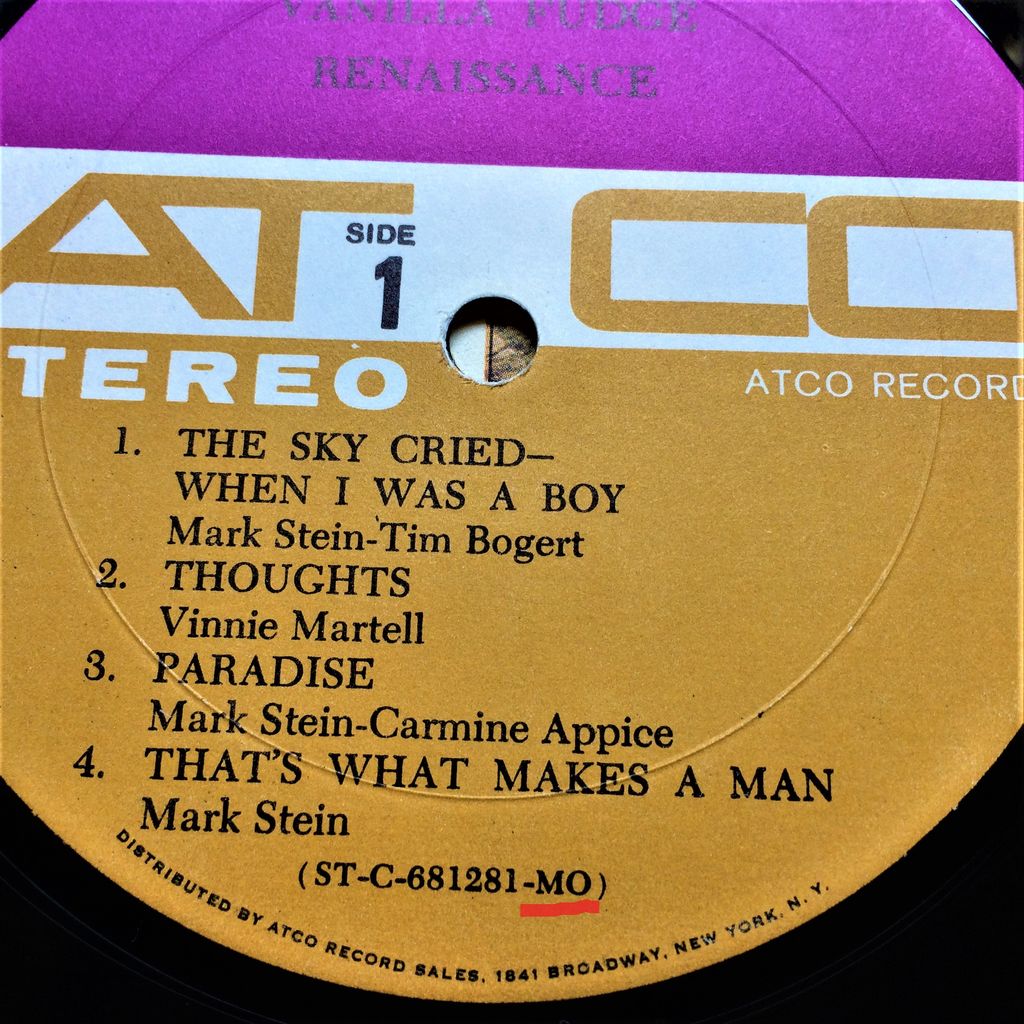 VANILLA FUDGE
RENAISSANCE
ATCO
SIDE
1
TEREO
ATCO RECORD
1. THE SKY CRIED—
WHEN I WAS A BOY
Mark Stein-Tim Bogert
2. THOUGHTS
Vinnie Martell
3. PARADISE
Mark Stein-Carmine Appice
4. THAT'S WHAT MAKES A MAN
Mark Stein
(ST-C-681281-MO)
DISTRIBUTED BY ATCO RECORD SALES, 1841 BROADWAY, NEW YORK, N. Y.